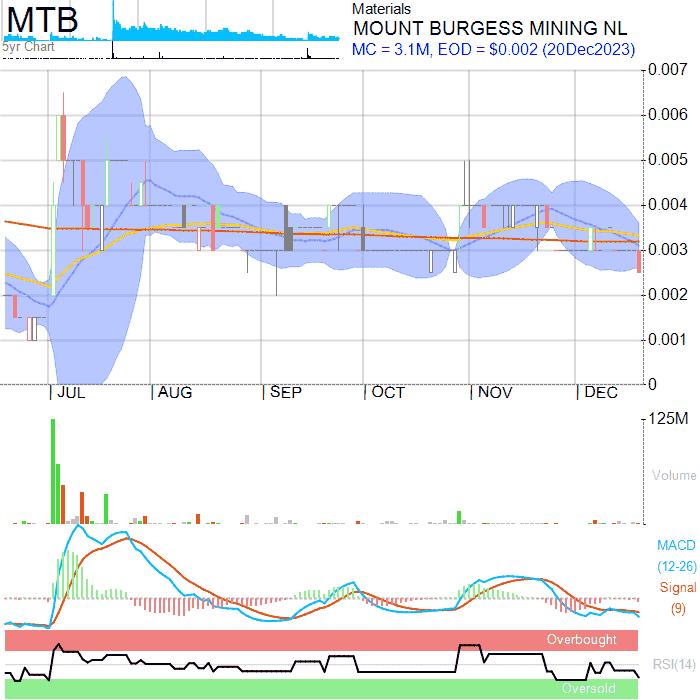 MTB
5yr Chart
Materials
MOUNT BURGESS MINING NL
MC = 3.1M, EOD = $0.002 (20Dec2023)
0.007
0.006
0.005
0.004
0.003
0.002
0.001
0
JUL AUG SEP OCT NOV DEC
125M
Volume
MACD
(12-26)
Signal
(9)
Overbought
RSI(14)
Oversold